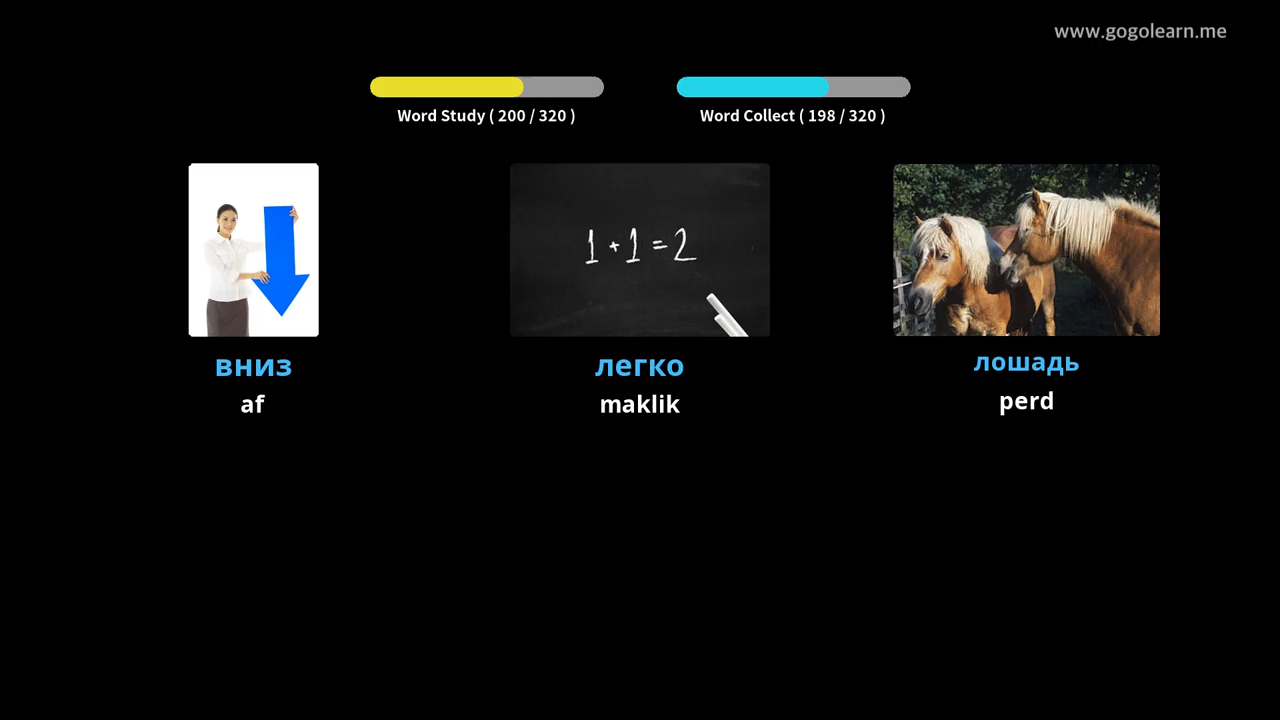 www.gogolearn.me
Word Study ( 200 / 320 )
Word Collect ( 198 / 320 )
1+1=2
вниз
af
легко
maklik
лошадь
perd